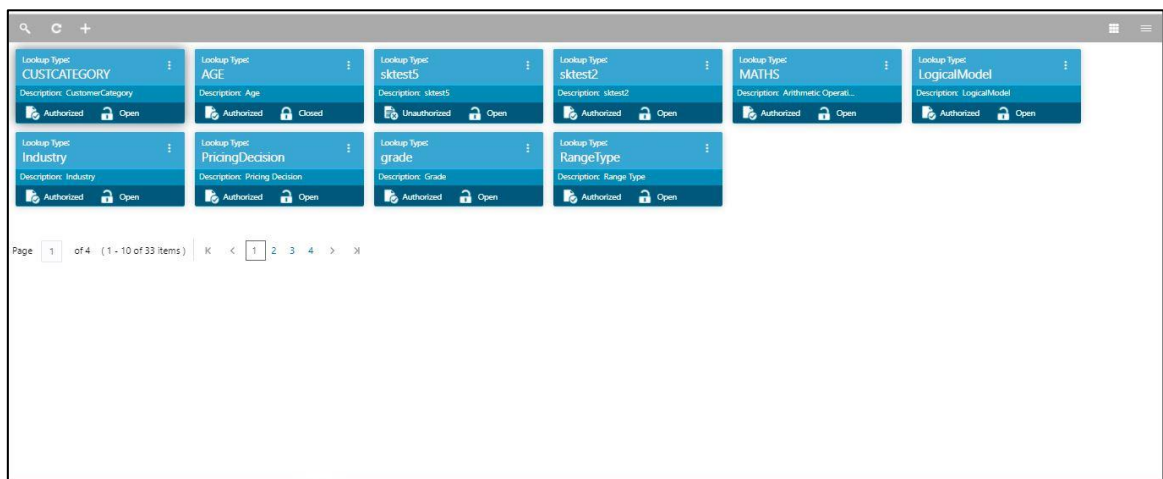 Lookup Type:
CUSTCATEGORY
Description: CustomerCategory
Authorized Open
Lookup Type:
AGE
Description: Age
Authorized Closed
Lookup Type:
sktest5
Description: sktest5
Unauthorized Open
Lookup Type:
sktest2
Description: sktest2
Authorized Open
Lookup Type:
MATHS
Description: Arithmetic Operati...
Authorized Open
Lookup Type:
LogicalModel
Description: LogicalModel
Authorized Open
Lookup Type:
Industry
Description: Industry
Authorized Open
Lookup Type:
PricingDecision
Description: Pricing Decision
Authorized Open
Lookup Type:
grade
Description: Grade
Authorized Open
Lookup Type:
RangeType
Description: Range Type
Authorized Open
Page 1 of 4 (1 - 10 of 33 items) 1 2 3 4